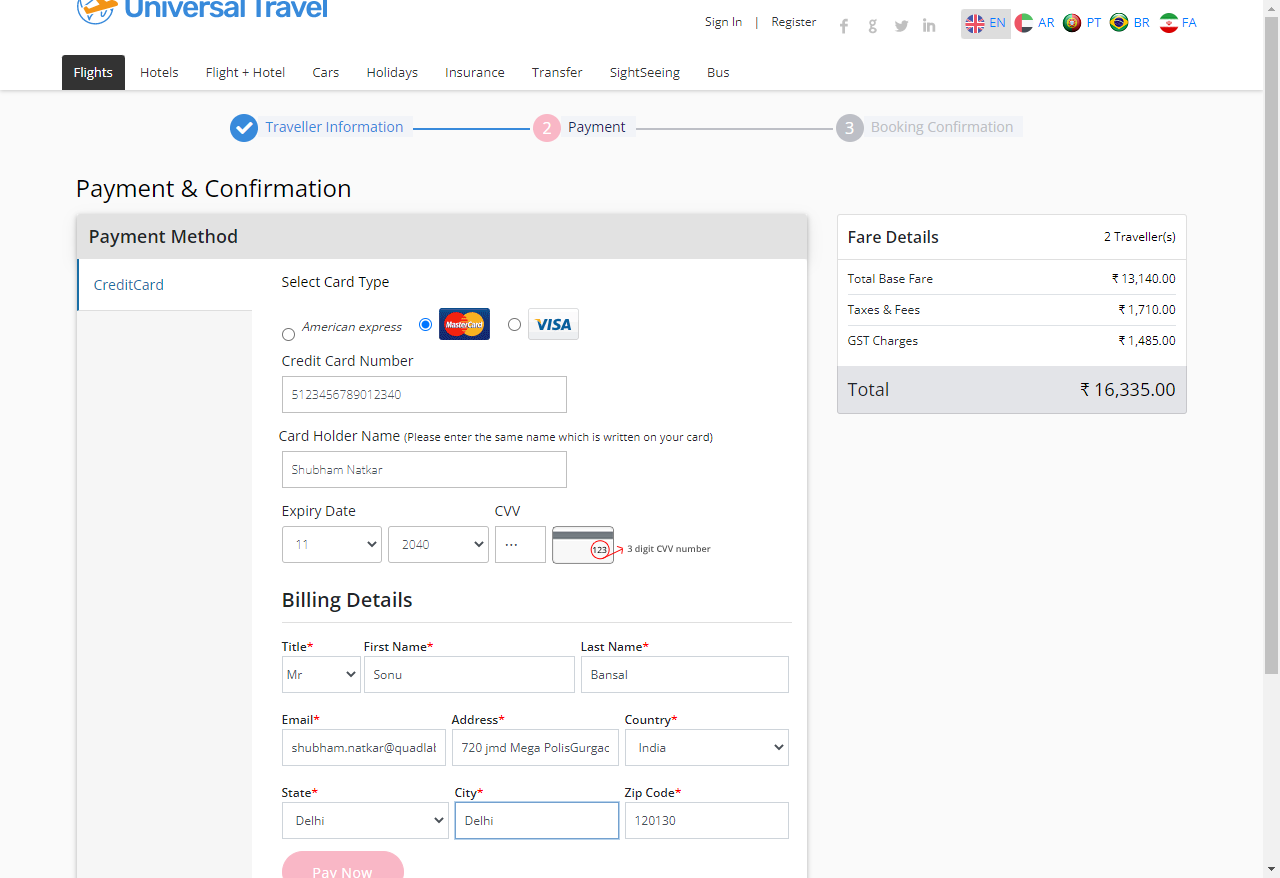 Universal Travel
Sign In | Register
EN AR PT BR FA
Flights Hotels Flight + Hotel Cars Holidays Insurance Transfer SightSeeing Bus
Traveller Information 2 Payment 3 Booking Confirmation
Payment & Confirmation
Payment Method
CreditCard
Select Card Type
American express MasterCard VISA
Credit Card Number
5123456789012340
Card Holder Name (Please enter the same name which is written on your card)
Shubham Natkar
Expiry Date CVV
11 2040 ··· 123 3 digit CVV number
Billing Details
Title* First Name* Last Name*
Mr Sonu Bansal
Email* Address* Country*
shubham.natkar@quadlab 720 jmd Mega PolisGurgac India
State* City* Zip Code*
Delhi Delhi 120130
Pay Now
Fare Details 2 Traveller(s)
Total Base Fare ₹ 13,140.00
Taxes & Fees ₹ 1,710.00
GST Charges ₹ 1,485.00
Total ₹ 16,335.00